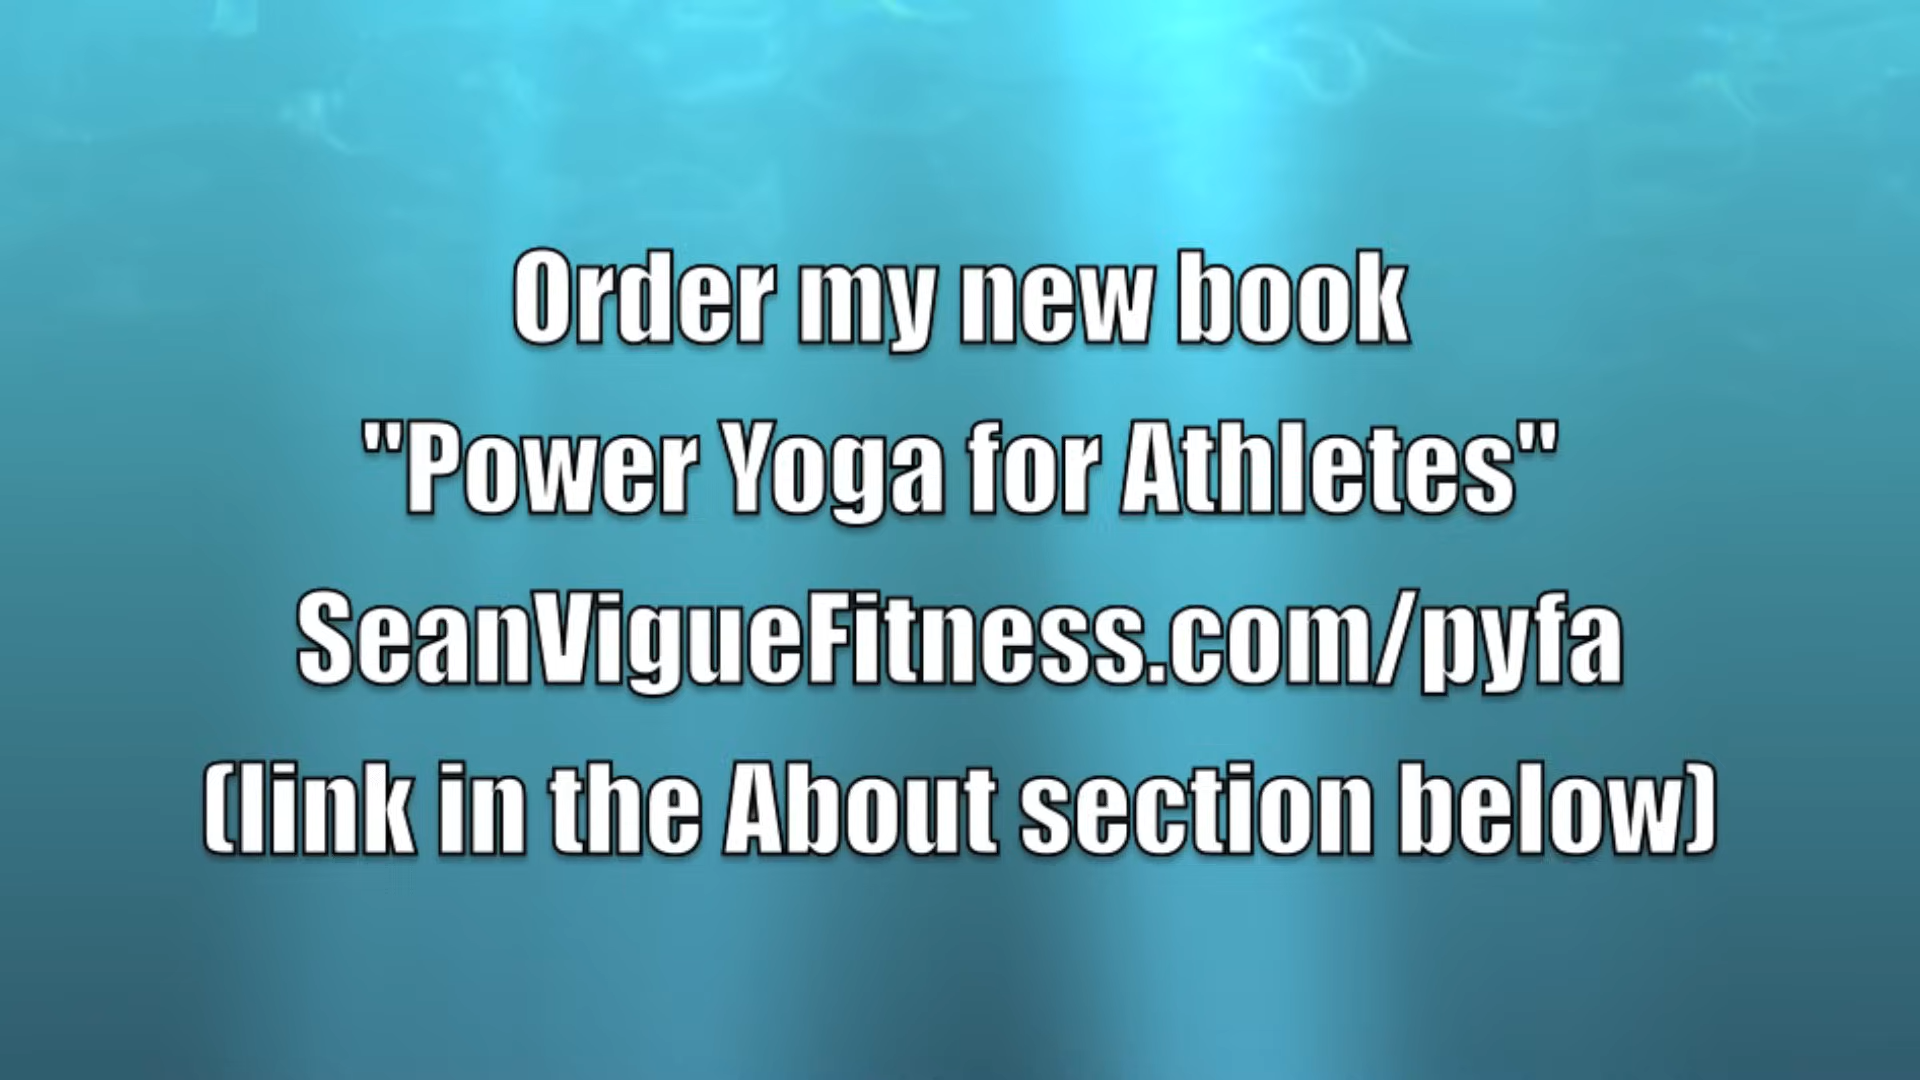 Order my new book
"Power Yoga for Athletes"
SeanVigueFitness.com/pyfa
(link in the About section below)